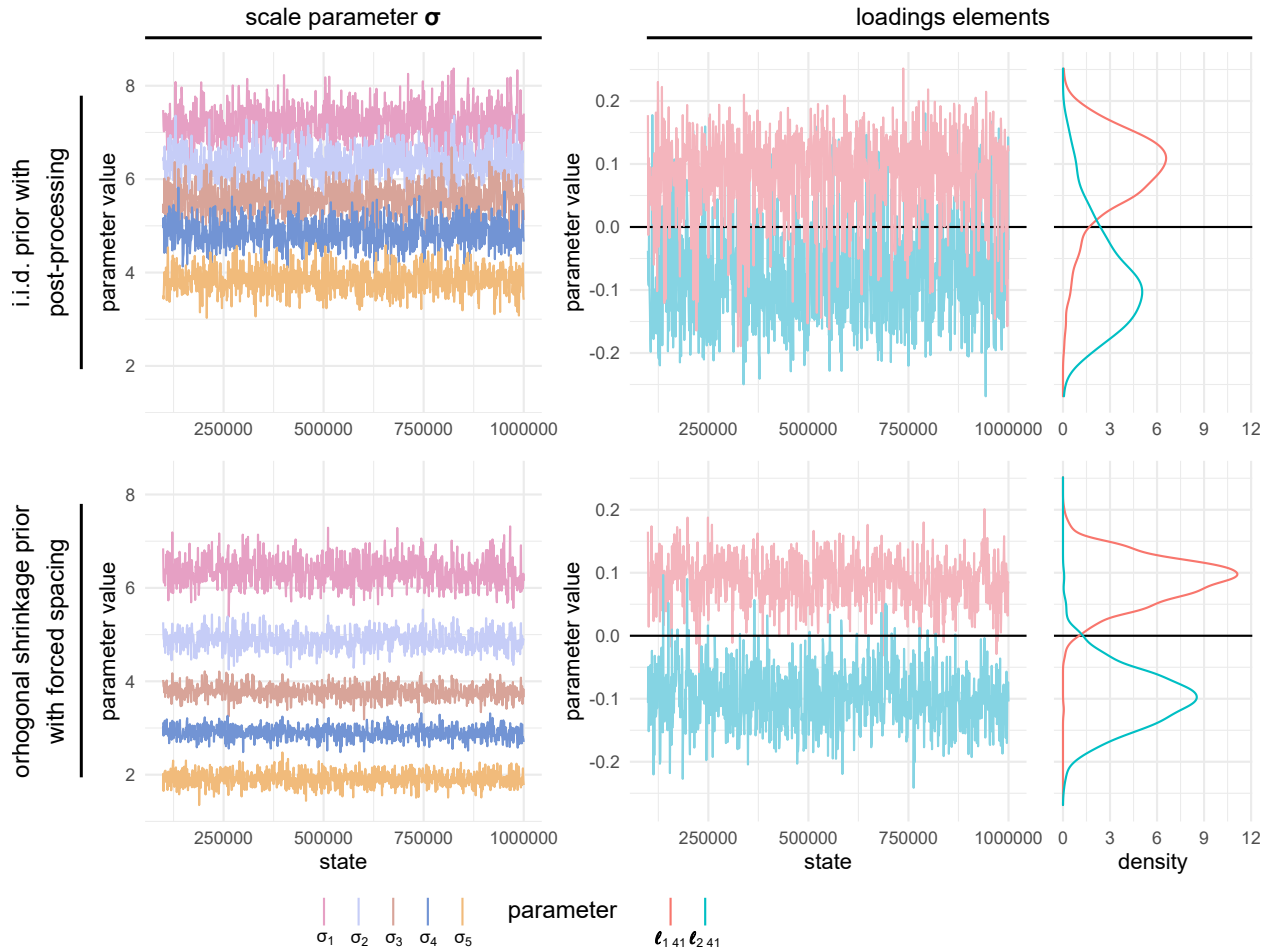 scale parameter σ
loadings elements
i.i.d. prior with
post-processing
parameter value
8
6
4
2
250000 500000 750000 1000000
parameter value
0.2
0.1
0.0
-0.1
-0.2
250000 500000 750000 1000000
0 3 6 9 12
orhogonal shrinkage prior
with forced spacing
parameter value
8
6
4
2
250000 500000 750000 1000000
state
parameter value
0.2
0.1
0.0
-0.1
-0.2
250000 500000 750000 1000000
state
0 3 6 9 12
density
parameter
σ₁ σ₂ σ₃ σ₄ σ₅
ℓ₁ ₄₁ ℓ₂ ₄₁